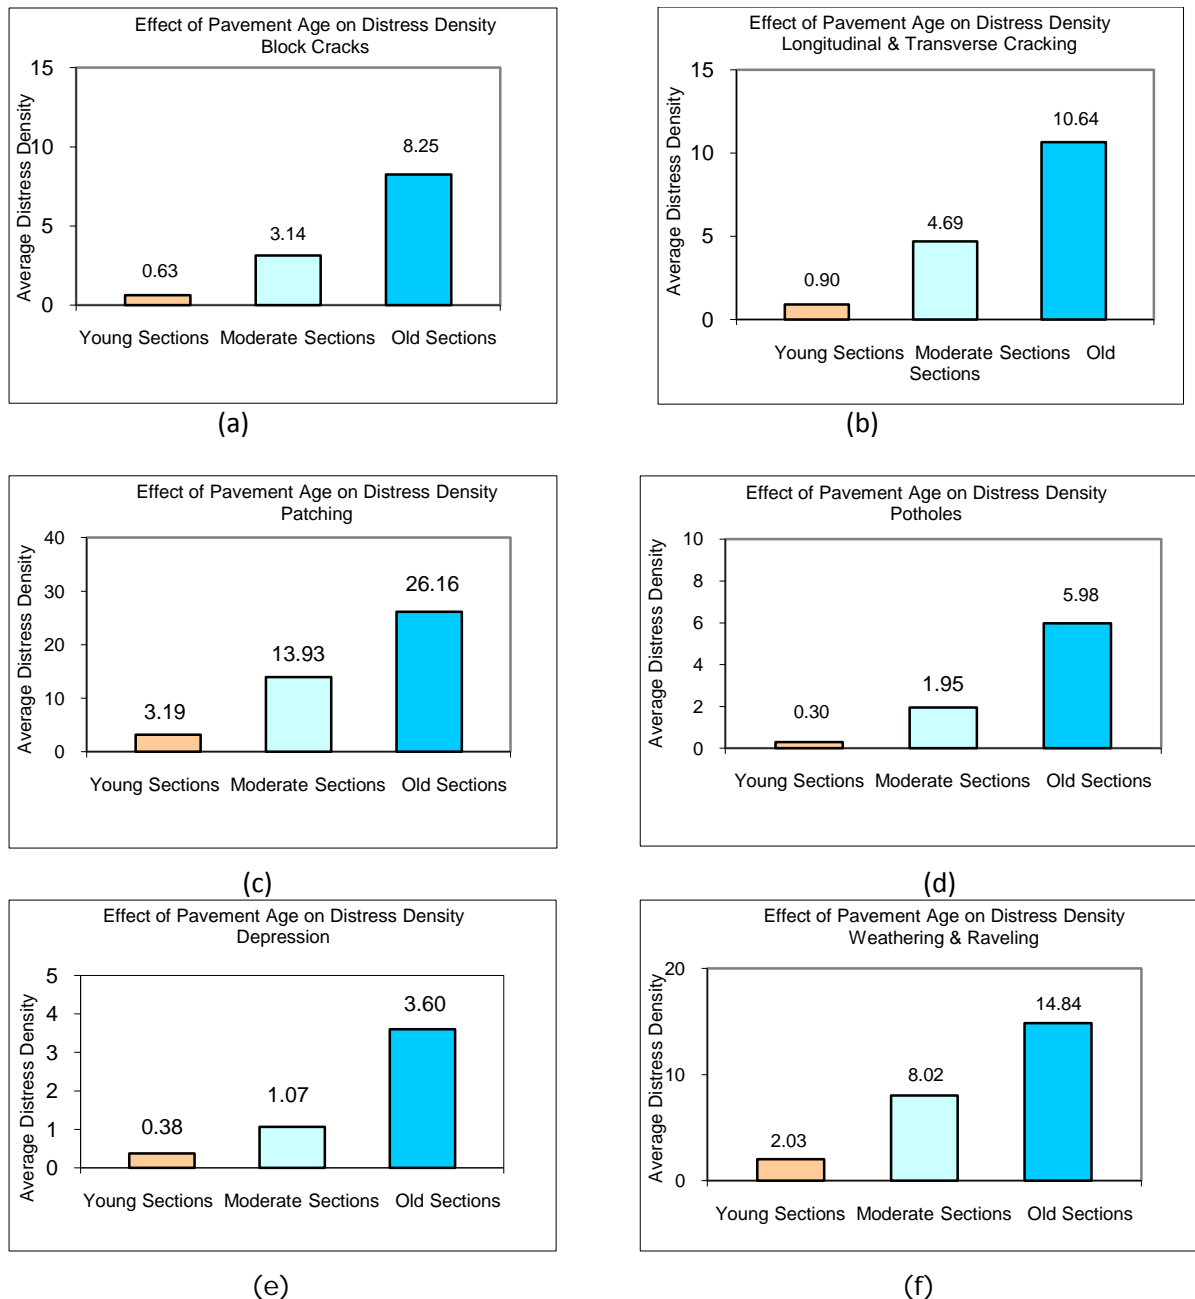 Effect of Pavement Age on Distress Density
Block Cracks
Average Distress Density
15
10
5
0
0.63
3.14
8.25
Young Sections Moderate Sections Old Sections
(a)
Effect of Pavement Age on Distress Density
Longitudinal & Transverse Cracking
Average Distress Density
15
10
5
0
0.90
4.69
10.64
Young Sections Moderate Sections Old
Sections
(b)
Effect of Pavement Age on Distress Density
Patching
Average Distress Density
40
30
20
10
0
3.19
13.93
26.16
Young Sections Moderate Sections Old Sections
(c)
Effect of Pavement Age on Distress Density
Potholes
Average Distress Density
10
8
6
4
2
0
0.30
1.95
5.98
Young Sections Moderate Sections Old Sections
(d)
Effect of Pavement Age on Distress Density
Depression
Average Distress Density
5
4
3
2
1
0
0.38
1.07
3.60
Young Sections Moderate Sections Old Sections
(e)
Effect of Pavement Age on Distress Density
Weathering & Raveling
Average Distress Density
20
10
0
2.03
8.02
14.84
Young Sections Moderate Sections Old Sections
(f)